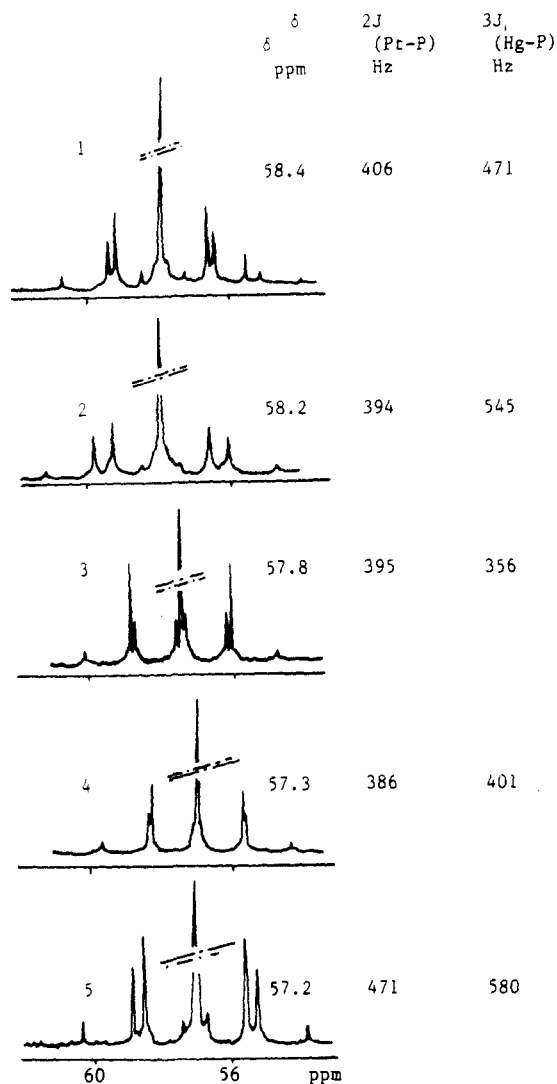 δ 2J 3J,
δ (Pt-P) (Hg-P)
ppm Hz Hz
1 58.4 406 471
2 58.2 394 545
3 57.8 395 356
4 57.3 386 401
5 57.2 471 580
60 56 ppm